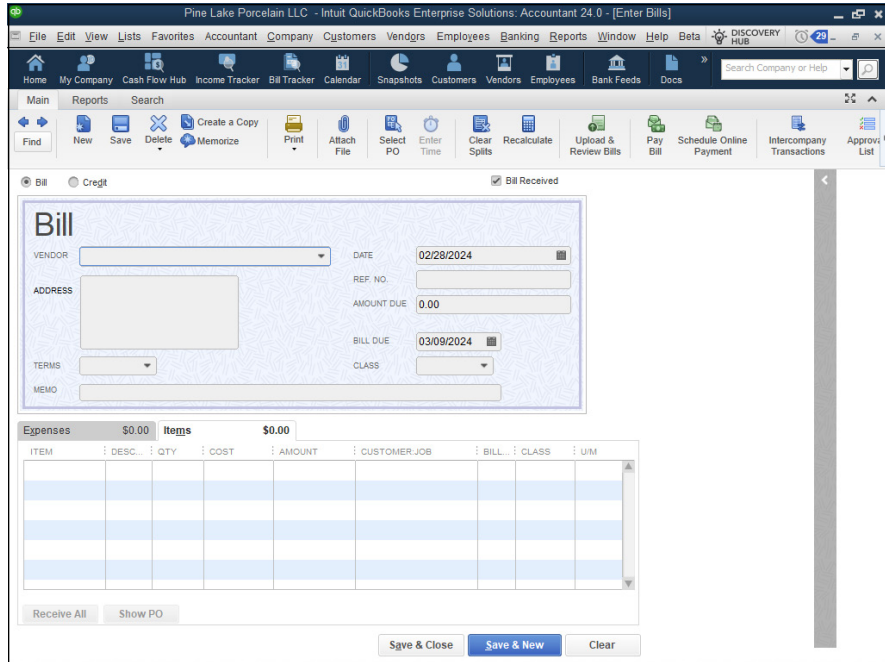 qb Pine Lake Porcelain LLC - Intuit QuickBooks Enterprise Solutions: Accountant 24.0 - [Enter Bills]
File Edit View Lists Favorites Accountant Company Customers Vendors Employees Banking Reports Window Help Beta DISCOVERY HUB 29
Home My Company Cash Flow Hub Income Tracker Bill Tracker Calendar Snapshots Customers Vendors Employees Bank Feeds Docs » Search Company or Help
31
Main Reports Search
Find New Save Delete Create a Copy Memorize Print Attach File Select PO Enter Time Clear Splits Recalculate Upload & Review Bills Pay Bill Schedule Online Payment Intercompany Transactions Approva List
Bill Credit Bill Received
Bill
VENDOR DATE 02/28/2024
REF. NO.
ADDRESS
AMOUNT DUE 0.00
BILL DUE 03/09/2024
TERMS CLASS
MEMO
Expenses $0.00 Items $0.00
ITEM DESC... QTY COST AMOUNT CUSTOMER:JOB BILL... CLASS U/M
Receive All Show PO
Save & Close Save & New Clear